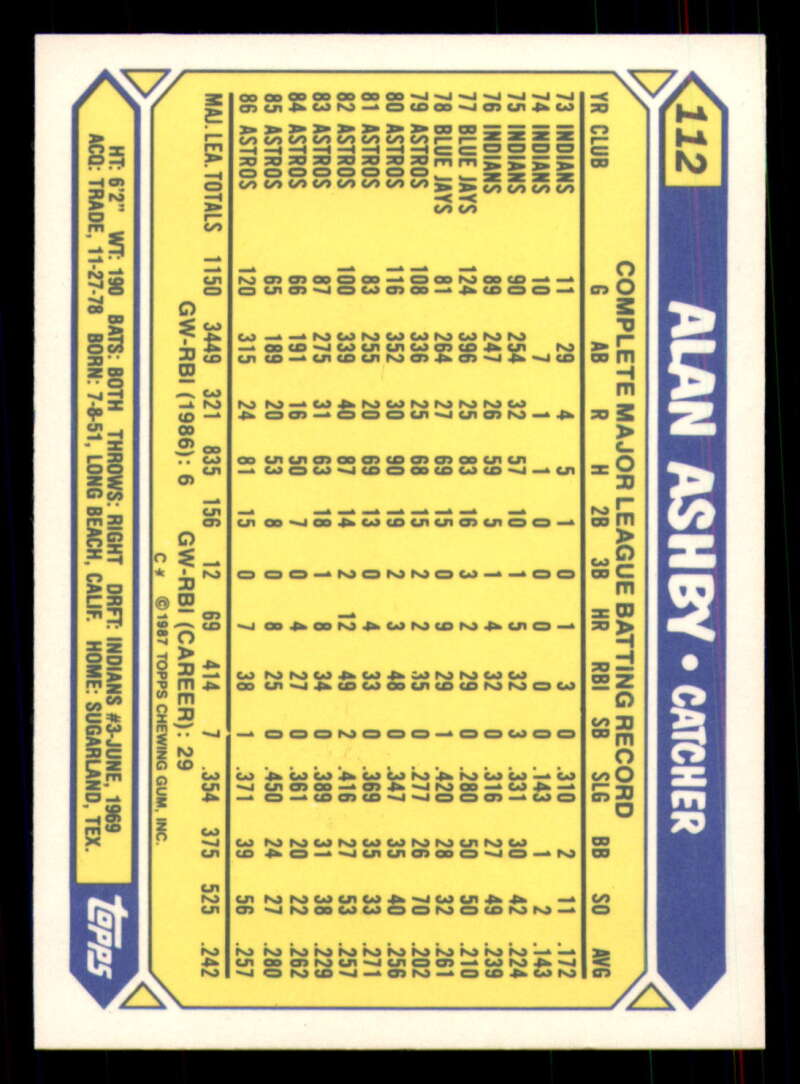 112 ALAN ASHBY • CATCHER
COMPLETE MAJOR LEAGUE BATTING RECORD
YR CLUB G AB R H 2B 3B HR RBI SB SLG BB SO AVG
73 INDIANS 11 29 4 5 1 0 1 3 0 .310 2 11 .172
74 INDIANS 10 7 1 1 0 0 0 0 0 .143 1 2 .143
75 INDIANS 90 254 32 57 10 1 5 32 3 .331 30 42 .224
76 INDIANS 89 247 26 59 5 1 4 32 0 .316 27 49 .239
77 BLUE JAYS 124 396 25 83 16 3 2 29 0 .280 50 50 .210
78 BLUE JAYS 81 264 27 69 15 0 9 29 1 .420 28 32 .261
79 ASTROS 108 336 25 68 15 2 2 35 0 .277 26 70 .202
80 ASTROS 116 352 30 90 19 2 3 48 0 .347 35 40 .256
81 ASTROS 83 255 20 69 13 0 4 33 0 .369 35 33 .271
82 ASTROS 100 339 40 87 14 2 12 49 2 .416 27 53 .257
83 ASTROS 87 275 31 63 18 1 8 34 0 .389 31 38 .229
84 ASTROS 66 191 16 50 7 0 4 27 0 .361 20 22 .262
85 ASTROS 65 189 20 53 8 0 8 25 0 .450 24 27 .280
86 ASTROS 120 315 24 81 15 0 7 38 1 .371 39 56 .257
MAJ. LEA. TOTALS 1150 3449 321 835 156 12 69 414 7 .354 375 525 .242
GW-RBI (1986): 6 GW-RBI (CAREER): 29
C* ©1987 TOPPS CHEWING GUM, INC.
HT: 6'2" WT: 190 BATS: BOTH THROWS: RIGHT DRFT: INDIANS #3-JUNE, 1969
ACQ: TRADE, 11-27-78 BORN: 7-8-51, LONG BEACH, CALIF. HOME: SUGARLAND, TEX.
TOPPS